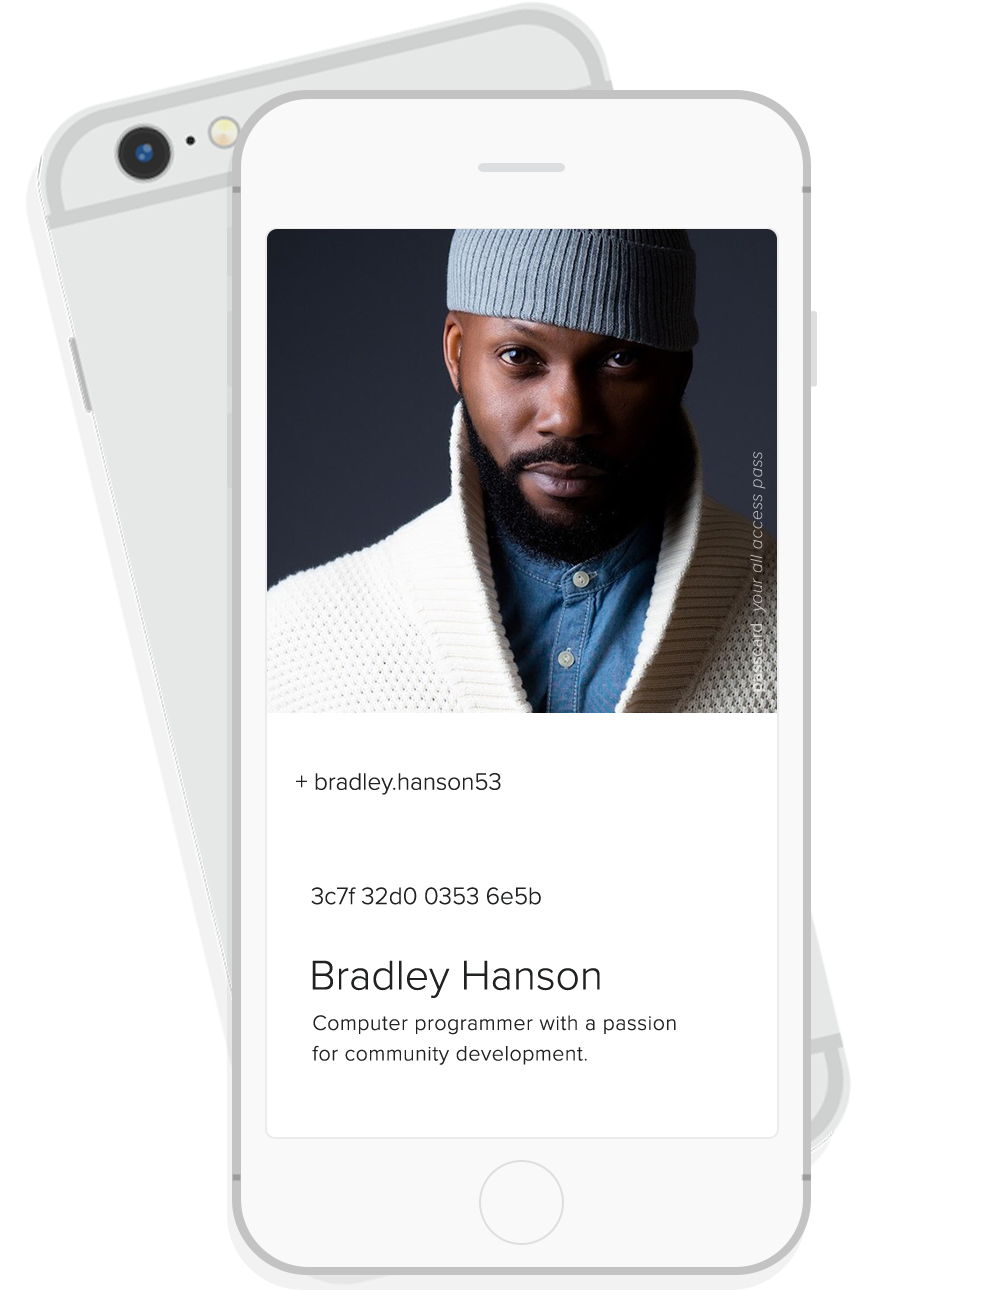 passcard your all access pass
+ bradley.hanson53
3c7f 32d0 0353 6e5b
Bradley Hanson
Computer programmer with a passion
for community development.